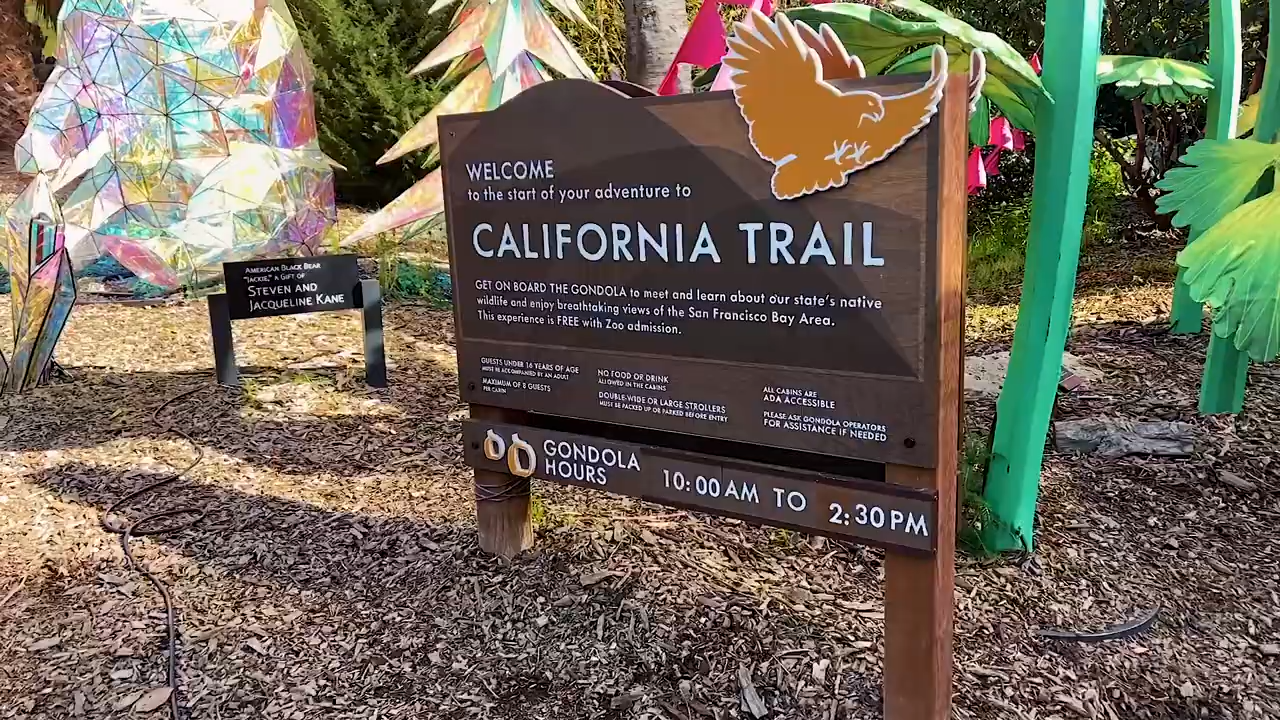 AMERICAN BLACK BEAR
"JACKIE," A GIFT OF
STEVEN AND
JACQUELINE KANE
WELCOME
to the start of your adventure to
CALIFORNIA TRAIL
GET ON BOARD THE GONDOLA to meet and learn about our state's native
wildlife and enjoy breathtaking views of the San Francisco Bay Area.
This experience is FREE with Zoo admission.
GUESTS UNDER 16 YEARS OF AGE
MUST BE ACCOMPANIED BY AN ADULT
MAXIMUM OF 8 GUESTS
PER CABIN
NO FOOD OR DRINK
ALLOWED IN THE CABINS
DOUBLE-WIDE OR LARGE STROLLERS
MUST BE PACKED UP OR PARKED BEFORE ENTRY
ALL CABINS ARE
ADA ACCESSIBLE
PLEASE ASK GONDOLA OPERATORS
FOR ASSISTANCE IF NEEDED
GONDOLA
HOURS
10:00 AM TO 2:30 PM